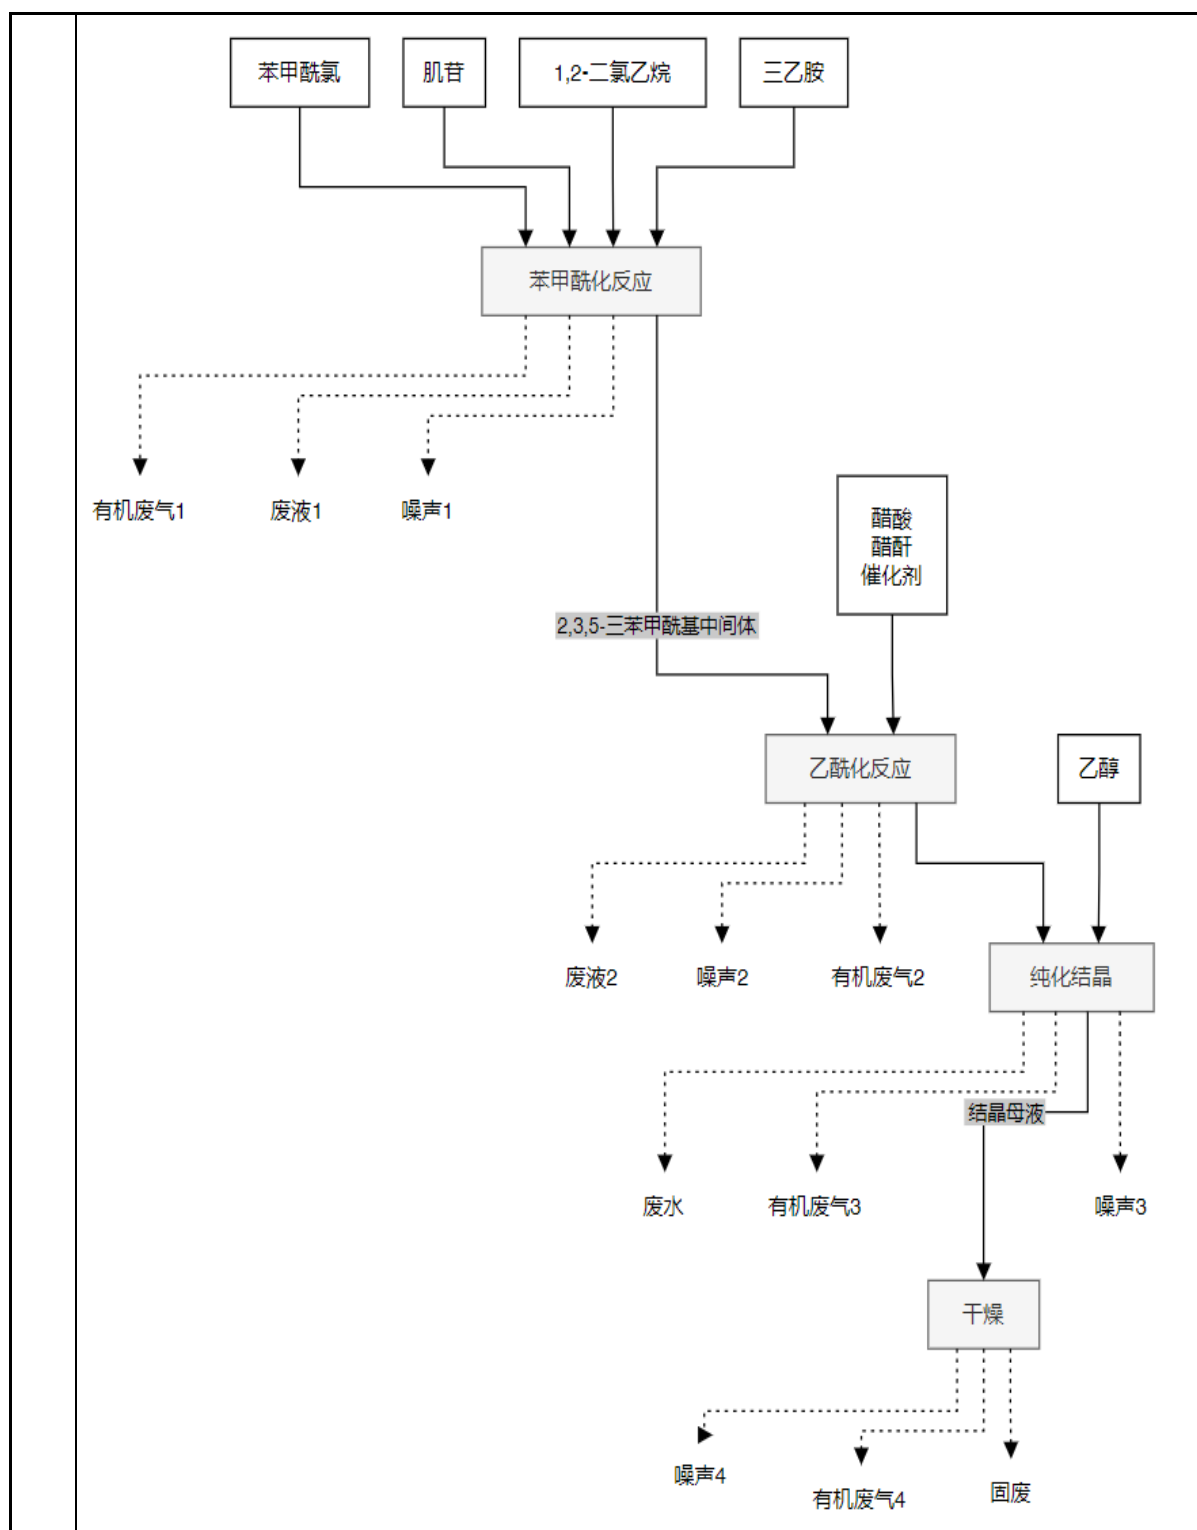 苯甲酰氯
肌苷
1,2-二氯乙烷
三乙胺
苯甲酰化反应
有机废气1
废液1
噪声1
醋酸
醋酐
催化剂
2,3,5-三苯甲酰基中间体
乙酰化反应
乙醇
废液2
噪声2
有机废气2
纯化结晶
结晶母液
废水
有机废气3
噪声3
干燥
噪声4
有机废气4
固废